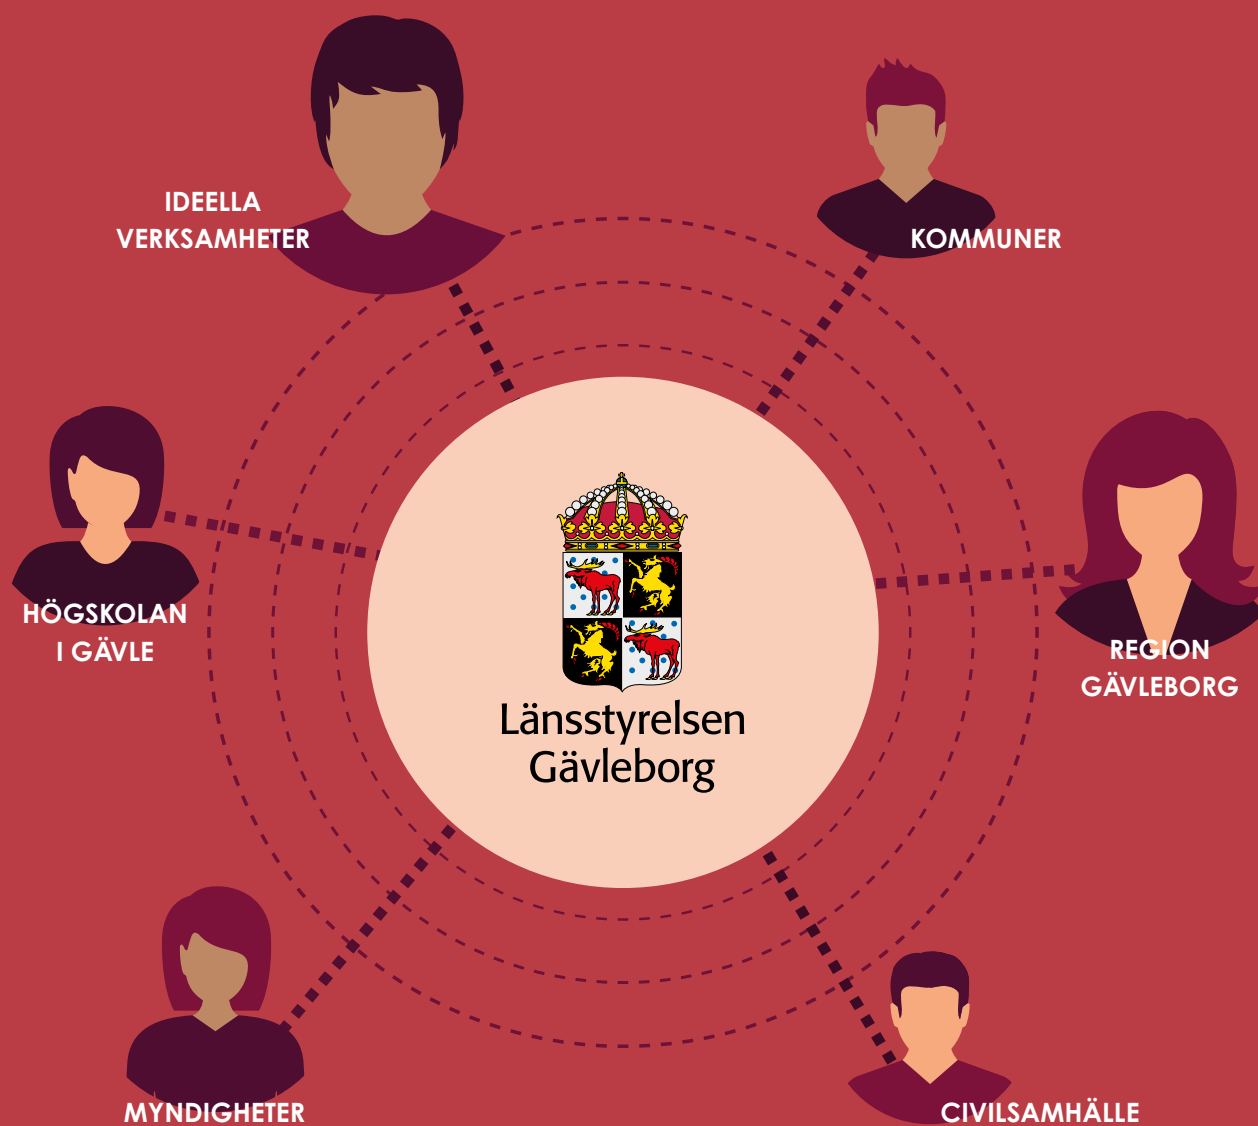 IDEELLA
VERKSAMHETER
KOMMUNER
HÖGSKOLAN
I GÄVLE
REGION
GÄVLEBORG
Länsstyrelsen
Gävleborg
MYNDIGHETER
CIVILSAMHÄLLE